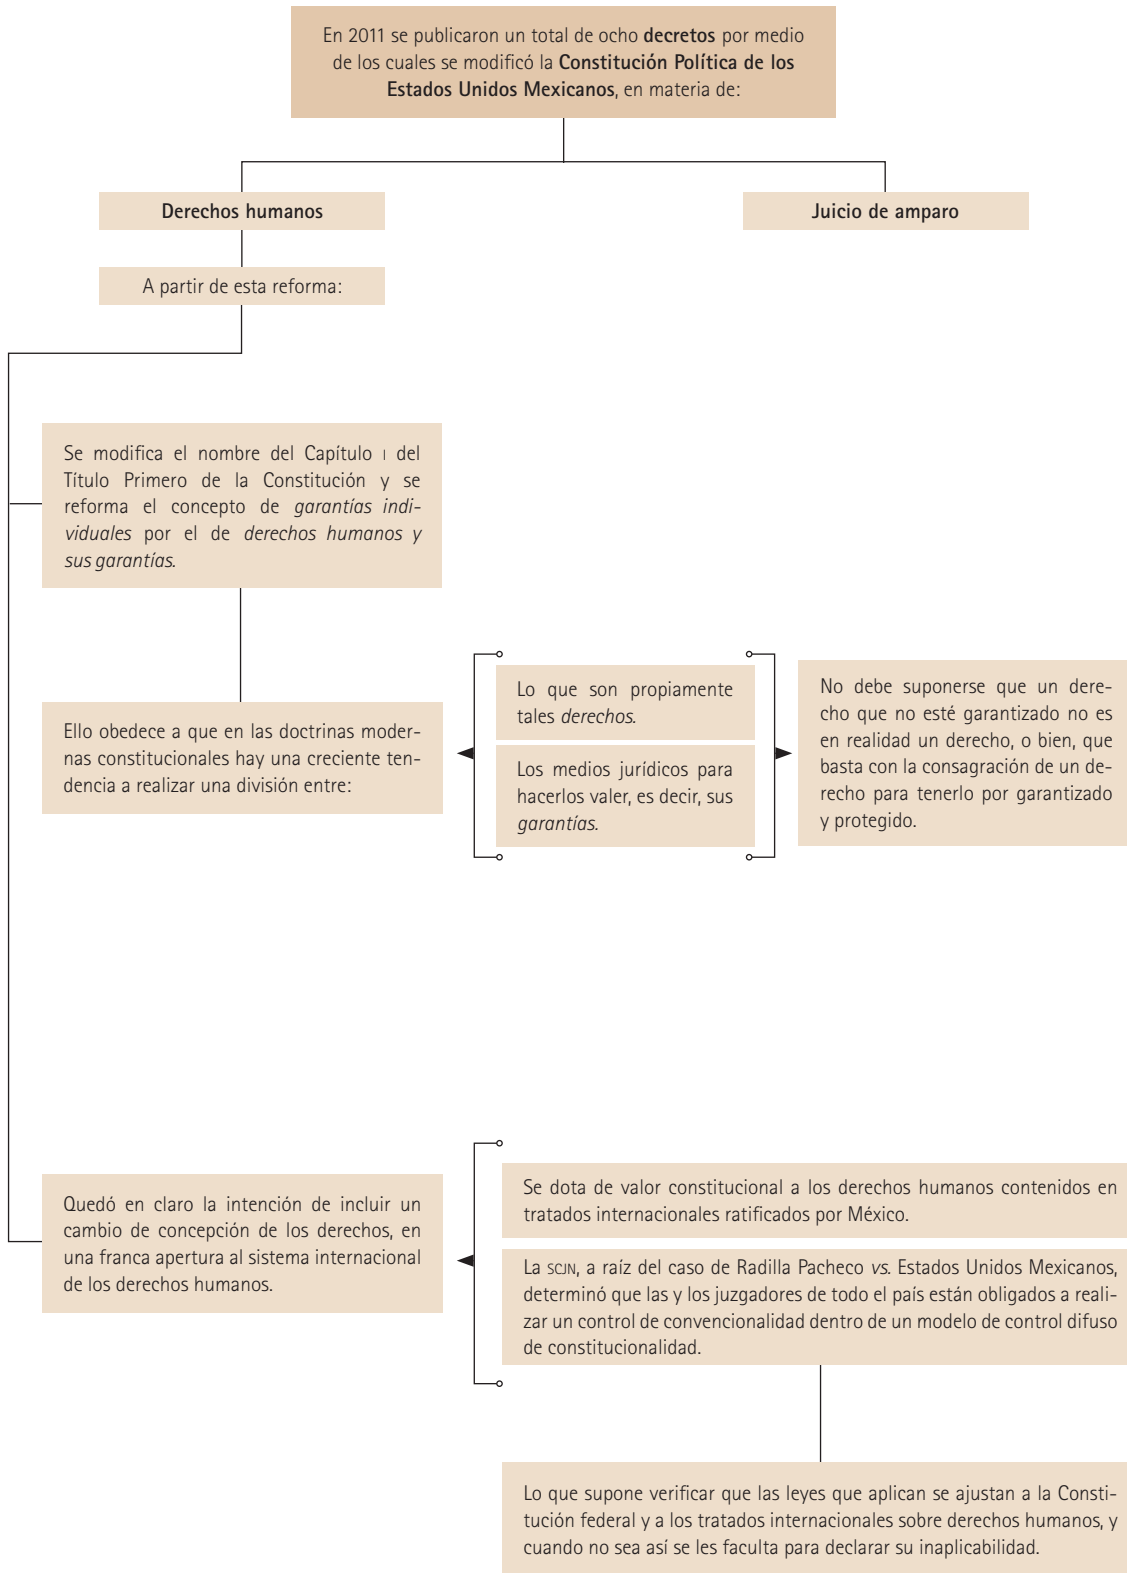 En 2011 se publicaron un total de ocho decretos por medio
de los cuales se modificó la Constitución Política de los
Estados Unidos Mexicanos, en materia de:
Derechos humanos
Juicio de amparo
A partir de esta reforma:
Se modifica el nombre del Capítulo I del
Título Primero de la Constitución y se
reforma el concepto de garantías indi-
viduales por el de derechos humanos y
sus garantías.
Ello obedece a que en las doctrinas moder-
nas constitucionales hay una creciente ten-
dencia a realizar una división entre:
Lo que son propiamente
tales derechos.
Los medios jurídicos para
hacerlos valer, es decir, sus
garantías.
No debe suponerse que un dere-
cho que no esté garantizado no es
en realidad un derecho, o bien, que
basta con la consagración de un de-
recho para tenerlo por garantizado
y protegido.
Quedó en claro la intención de incluir un
cambio de concepción de los derechos, en
una franca apertura al sistema internacional
de los derechos humanos.
Se dota de valor constitucional a los derechos humanos contenidos en
tratados internacionales ratificados por México.
La SCJN, a raíz del caso de Radilla Pacheco vs. Estados Unidos Mexicanos,
determinó que las y los juzgadores de todo el país están obligados a reali-
zar un control de convencionalidad dentro de un modelo de control difuso
de constitucionalidad.
Lo que supone verificar que las leyes que aplican se ajustan a la Consti-
tución federal y a los tratados internacionales sobre derechos humanos, y
cuando no sea así se les faculta para declarar su inaplicabilidad.